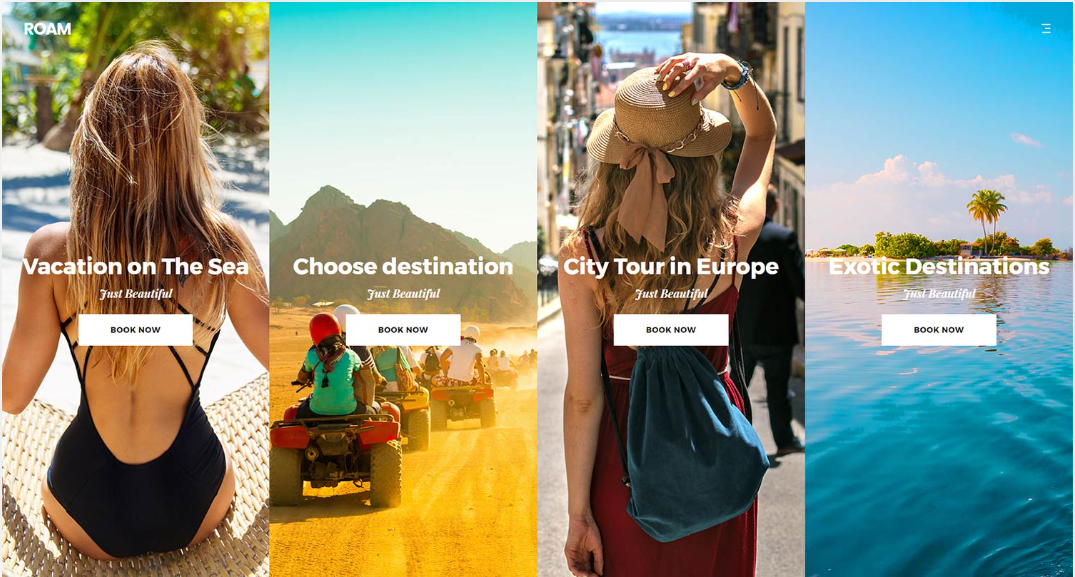 ROAM
Vacation on The Sea
Just Beautiful
BOOK NOW
Choose destination
Just Beautiful
BOOK NOW
City Tour in Europe
Just Beautiful
BOOK NOW
Exotic Destinations
Just Beautiful
BOOK NOW